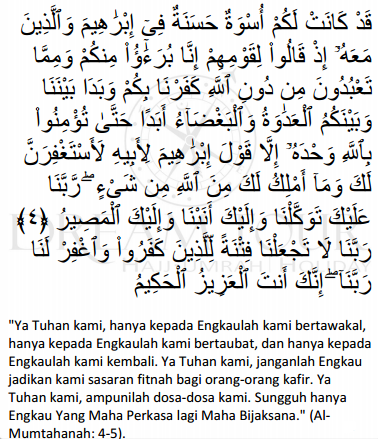 قَدْ كَانَتْ لَكُمْ أُسْوَةٌ حَسَنَةٌ فِىٓ إِبْرَٰهِيمَ وَٱلَّذِينَ
مَعَهُۥٓ إِذْ قَالُوا۟ لِقَوْمِهِمْ إِنَّا بُرَءَٰٓؤُا۟ مِنكُمْ وَمِمَّا
تَعْبُدُونَ مِن دُونِ ٱللَّهِ كَفَرْنَا بِكُمْ وَبَدَا بَيْنَنَا
وَبَيْنَكُمُ ٱلْعَدَٰوَةُ وَٱلْبَغْضَآءُ أَبَدًا حَتَّىٰ تُؤْمِنُوا۟
بِٱللَّهِ وَحْدَهُۥٓ إِلَّا قَوْلَ إِبْرَٰهِيمَ لِأَبِيهِ لَأَسْتَغْفِرَنَّ
لَكَ وَمَآ أَمْلِكُ لَكَ مِنَ ٱللَّهِ مِن شَىْءٍ ۖ رَّبَّنَا
عَلَيْكَ تَوَكَّلْنَا وَإِلَيْكَ أَنَبْنَا وَإِلَيْكَ ٱلْمَصِيرُ ﴿٤﴾
رَبَّنَا لَا تَجْعَلْنَا فِتْنَةً لِّلَّذِينَ كَفَرُوا۟ وَٱغْفِرْ لَنَا
رَبَّنَآ ۖ إِنَّكَ أَنتَ ٱلْعَزِيزُ ٱلْحَكِيمُ
"Ya Tuhan kami, hanya kepada Engkaulah kami bertawakal,
hanya kepada Engkaulah kami bertaubat, dan hanya kepada
Engkaulah kami kembali. Ya Tuhan kami, janganlah Engkau
jadikan kami sasaran fitnah bagi orang-orang kafir. Ya
Tuhan kami, ampunilah dosa-dosa kami. Sungguh hanya
Engkau Yang Maha Perkasa lagi Maha Bijaksana." (Al-
Mumtahanah: 4-5).